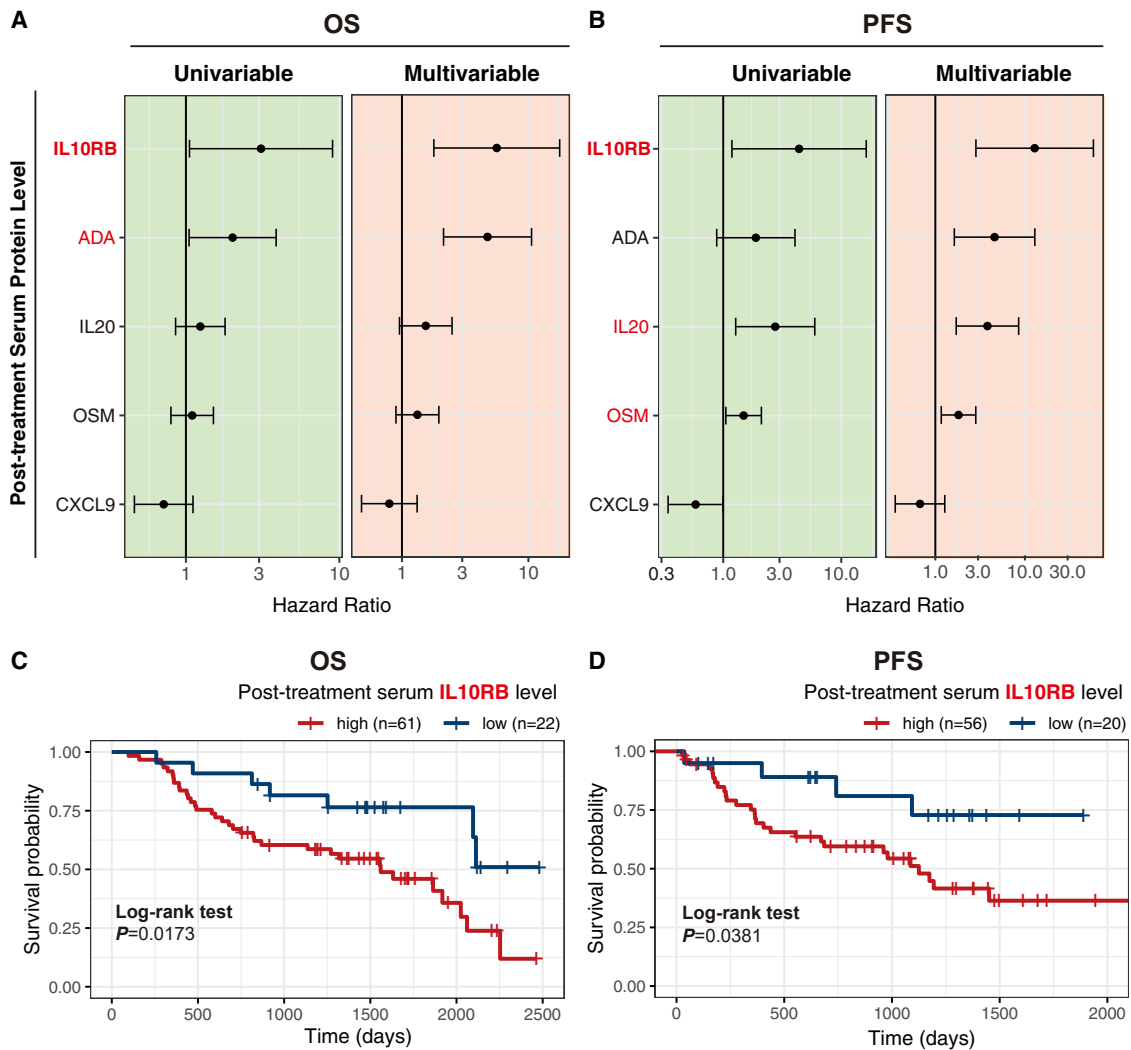 A
OS
Univariable
Multivariable
Post-treatment Serum Protein Level
IL10RB
ADA
IL20
OSM
CXCL9
1
3
10
1
3
10
Hazard Ratio
B
PFS
Univariable
Multivariable
IL10RB
ADA
IL20
OSM
CXCL9
0.3
1.0
3.0
10.0
1.0
3.0
10.0
30.0
Hazard Ratio
C
OS
Post-treatment serum IL10RB level
high (n=61)
low (n=22)
Survival probability
1.00
0.75
0.50
0.25
0.00
Log-rank test
P=0.0173
0
500
1000
1500
2000
2500
Time (days)
D
PFS
Post-treatment serum IL10RB level
high (n=56)
low (n=20)
Survival probability
1.00
0.75
0.50
0.25
0.00
Log-rank test
P=0.0381
0
500
1000
1500
2000
Time (days)